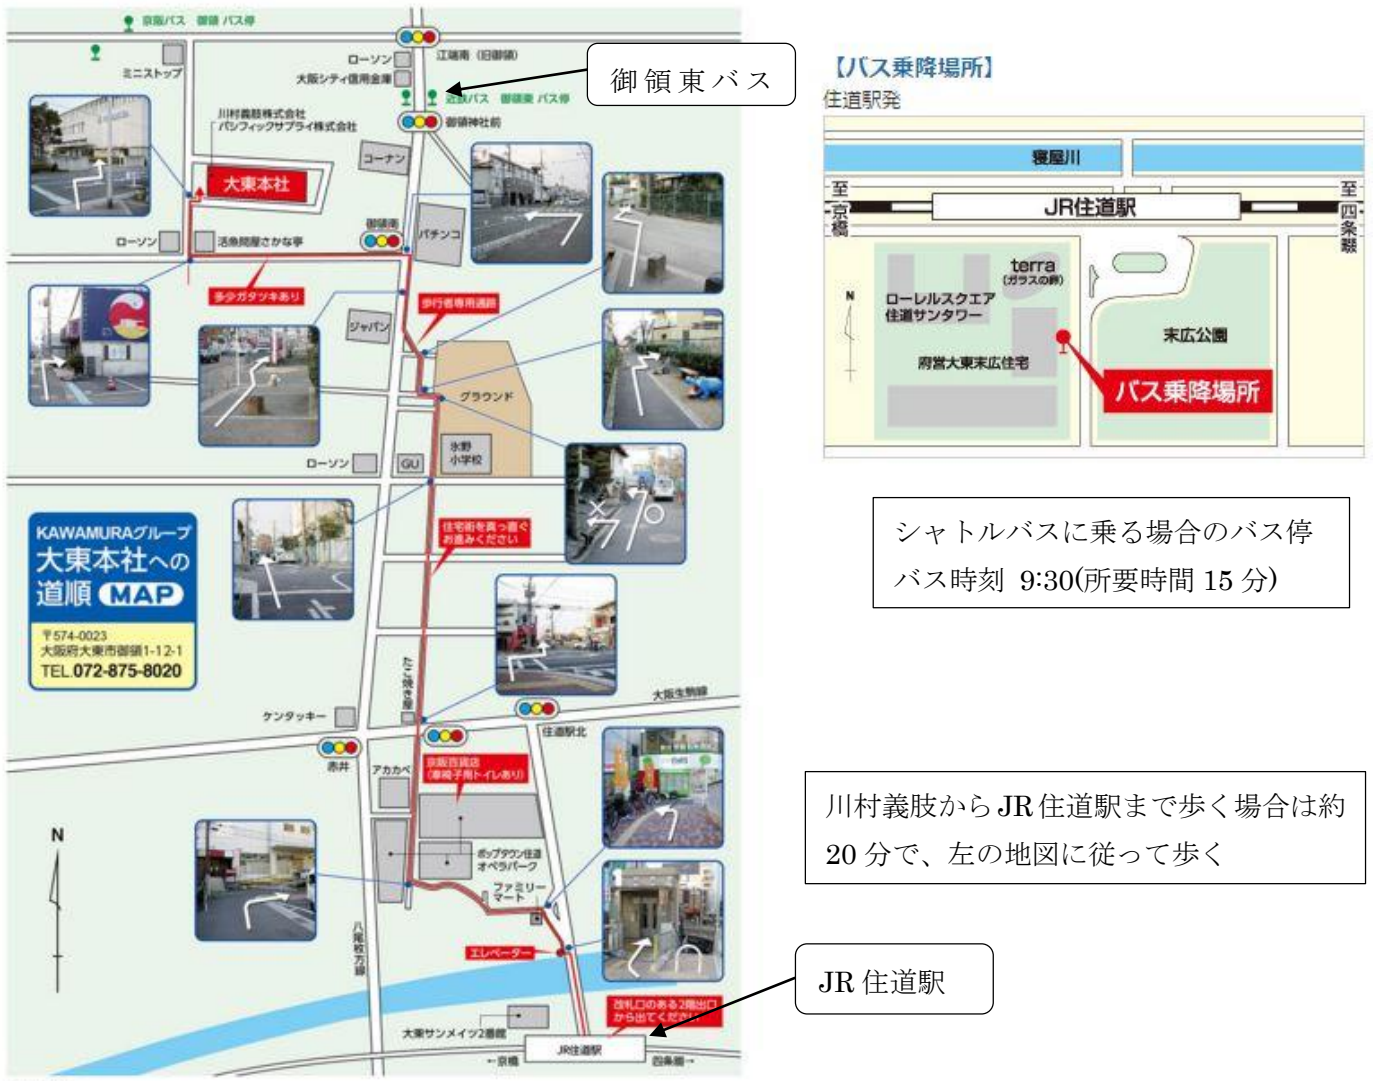 京阪バス 御領 バス停
ミニストップ
ローソン
大阪シティ信用金庫
江端南 (旧御領)
御領東バス
近鉄バス 御領東 バス停
御領神社前
川村義肢株式会社
パシフィックサプライ株式会社
大東本社
コーナン
御領南
パチンコ
ローソン
活魚問屋さかな亭
多少ガタツキあり
歩行者専用通路
ジャパン
グラウンド
氷野
小学校
ローソン
GU
住宅街を真っ直ぐ
お進みください
KAWAMURAグループ
大東本社への
道順 MAP
〒574-0023
大阪府大東市御領1-12-1
TEL.072-875-8020
たこ焼き屋
大阪生駒線
ケンタッキー
住道駅北
赤井
アカカベ
京阪百貨店
(車椅子用トイレあり)
N
ポップタウン住道
オペラパーク
ファミリー
マート
八尾枚方線
エレベーター
改札口のある2階出口
から出てください
大東サンメイツ2番館
JR住道駅
←京橋
四条畷→
【バス乗降場所】
住道駅発
寝屋川
至京橋
JR住道駅
至四条畷
terra
(ガラスの絆)
N
ローレルスクエア
住道サンタワー
末広公園
府営大東末広住宅
バス乗降場所
シャトルバスに乗る場合のバス停
バス時刻 9:30(所要時間 15 分)
川村義肢から JR 住道駅まで歩く場合は約
20 分で、左の地図に従って歩く
JR 住道駅